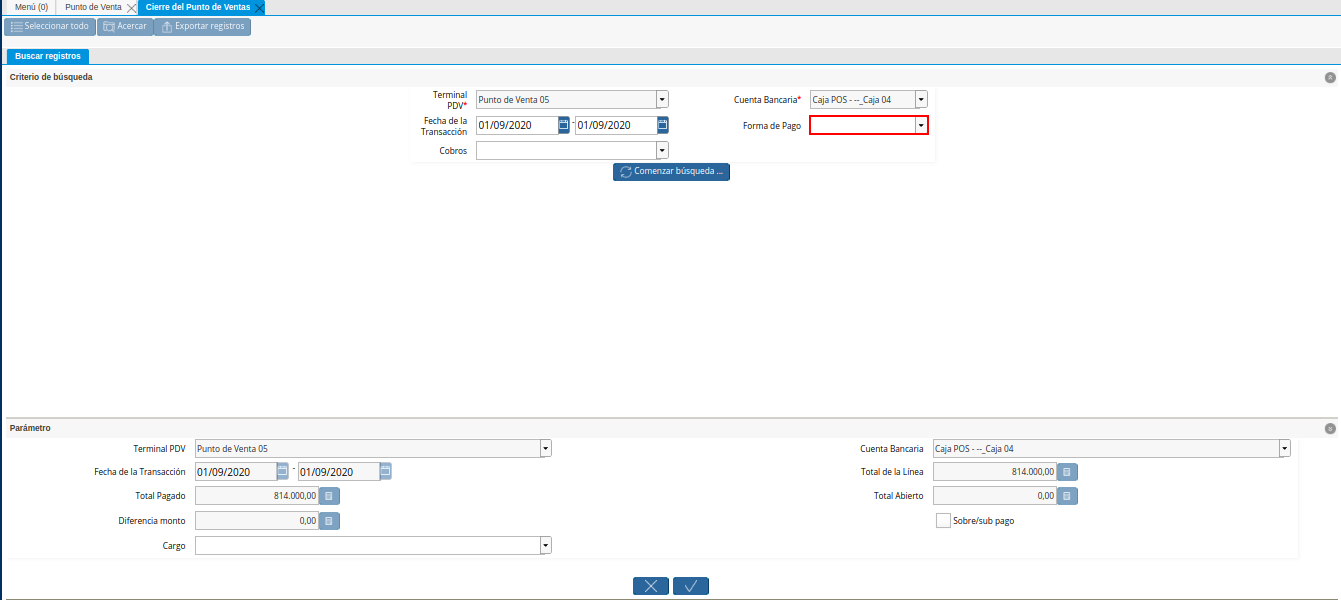 Menú (0) Punto de Venta Cierre del Punto de Ventas
Seleccionar todo Acercar Exportar registros
Buscar registros
Criterio de búsqueda
Terminal PDV* Punto de Venta 05 Cuenta Bancaria* Caja POS - --_Caja 04
Fecha de la Transacción 01/09/2020 - 01/09/2020 Forma de Pago
Cobros
Comenzar búsqueda ...
Parámetro
Terminal PDV Punto de Venta 05 Cuenta Bancaria Caja POS - --_Caja 04
Fecha de la Transacción 01/09/2020 - 01/09/2020 Total de la Línea 814.000,00
Total Pagado 814.000,00 Total Abierto 0,00
Diferencia monto 0,00 Sobre/sub pago
Cargo